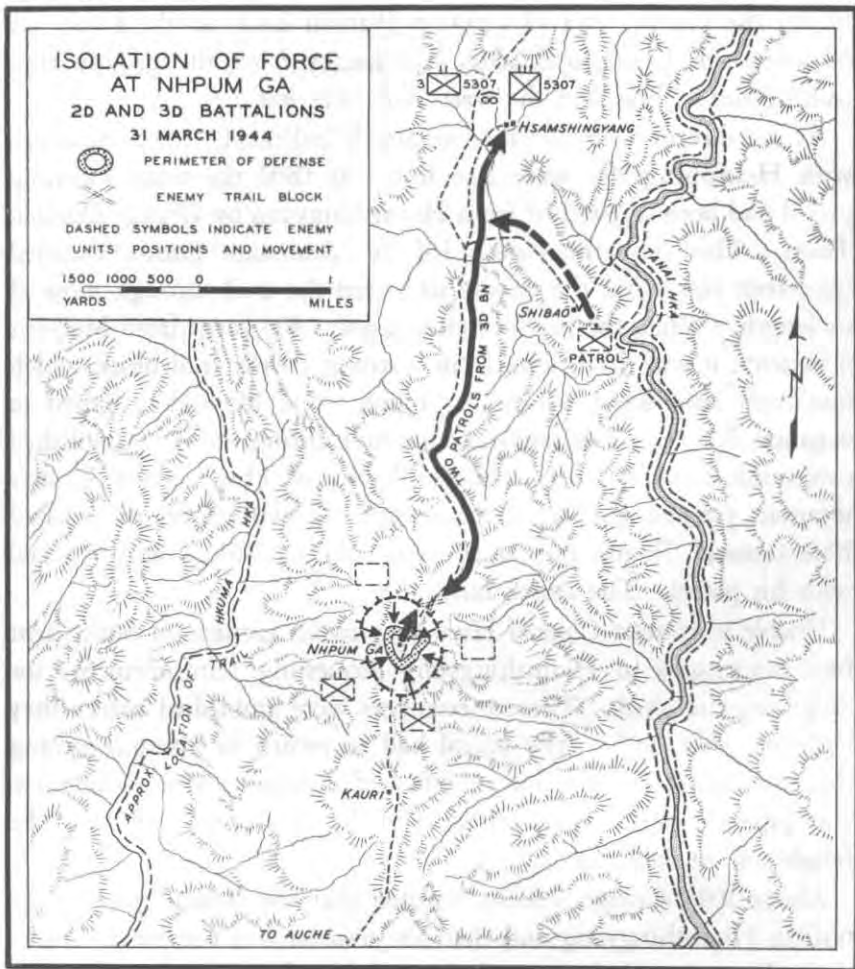 ISOLATION OF FORCE
AT NHPUM GA
2D AND 3D BATTALIONS
31 MARCH 1944
PERIMETER OF DEFENSE
ENEMY TRAIL BLOCK
DASHED SYMBOLS INDICATE ENEMY
UNITS POSITIONS AND MOVEMENT
1500 1000 500 0 1
YARDS MILES
3 5307 5307
HSAMSHINGYANG
TANAI HKA
SHIBAO
PATROL
TWO PATROLS FROM 3D BN
HKUMA HKA
NHPUM GA
APPROX LOCATION OF TRAIL
KAURI
TO AUCHE